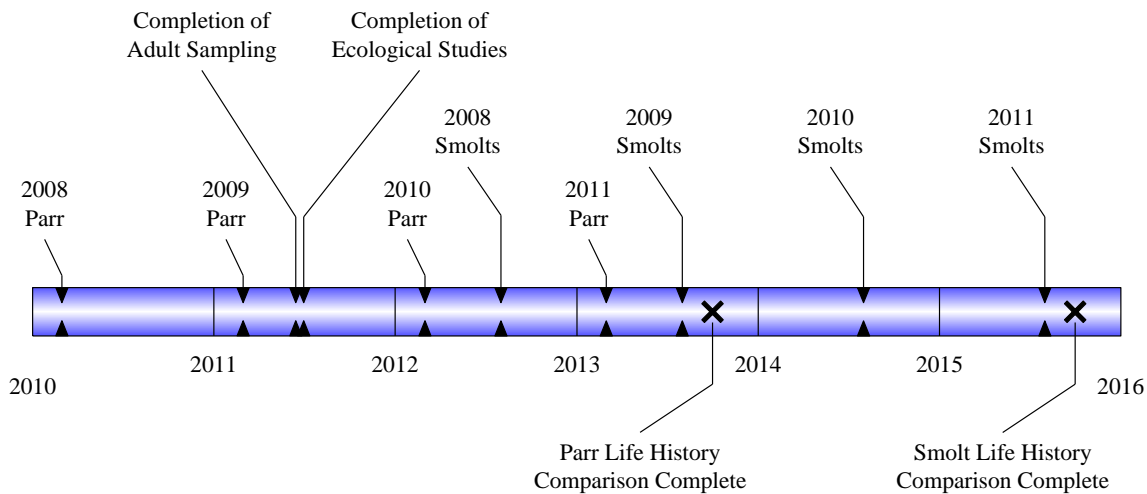 Completion of
Adult Sampling
Completion of
Ecological Studies
2008
Smolts
2009
Smolts
2010
Smolts
2011
Smolts
2008
Parr
2009
Parr
2010
Parr
2011
Parr
2010
2011
2012
2013
2014
2015
2016
Parr Life History
Comparison Complete
Smolt Life History
Comparison Complete